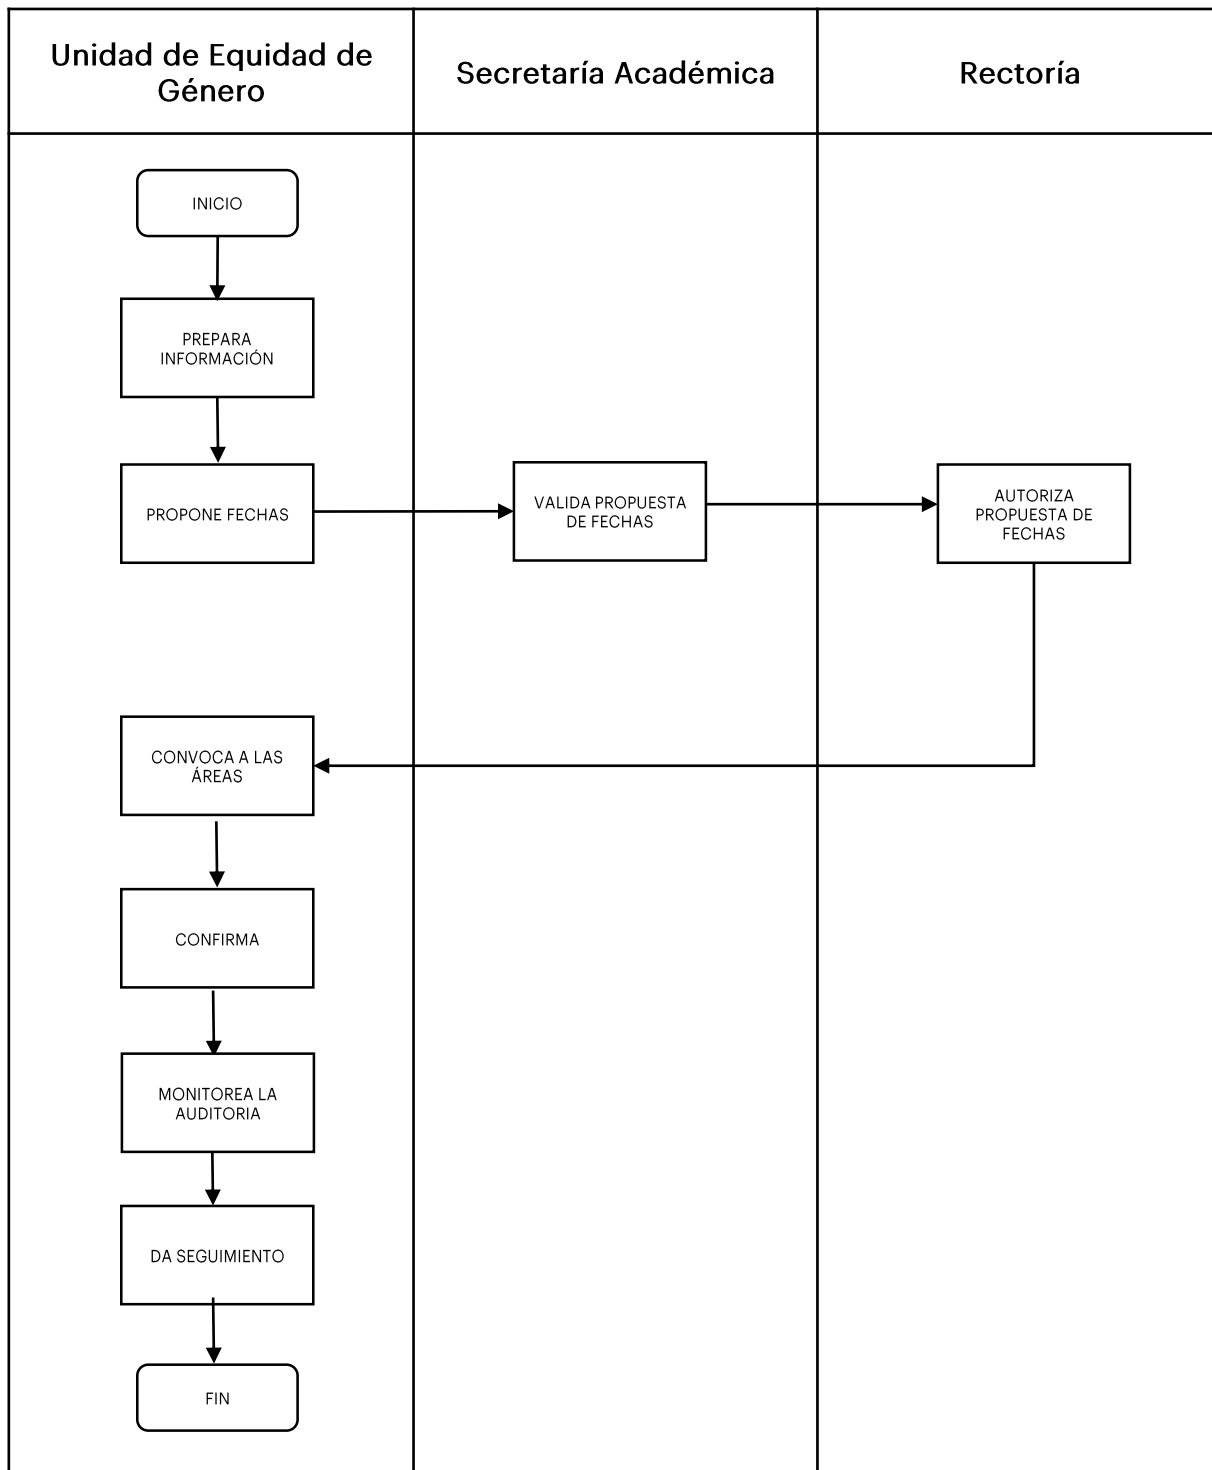 Unidad de Equidad de
Género
Secretaría Académica
Rectoría
INICIO
PREPARA
INFORMACIÓN
PROPONE FECHAS
VALIDA PROPUESTA
DE FECHAS
AUTORIZA
PROPUESTA DE
FECHAS
CONVOCA A LAS
ÁREAS
CONFIRMA
MONITOREA LA
AUDITORIA
DA SEGUIMIENTO
FIN